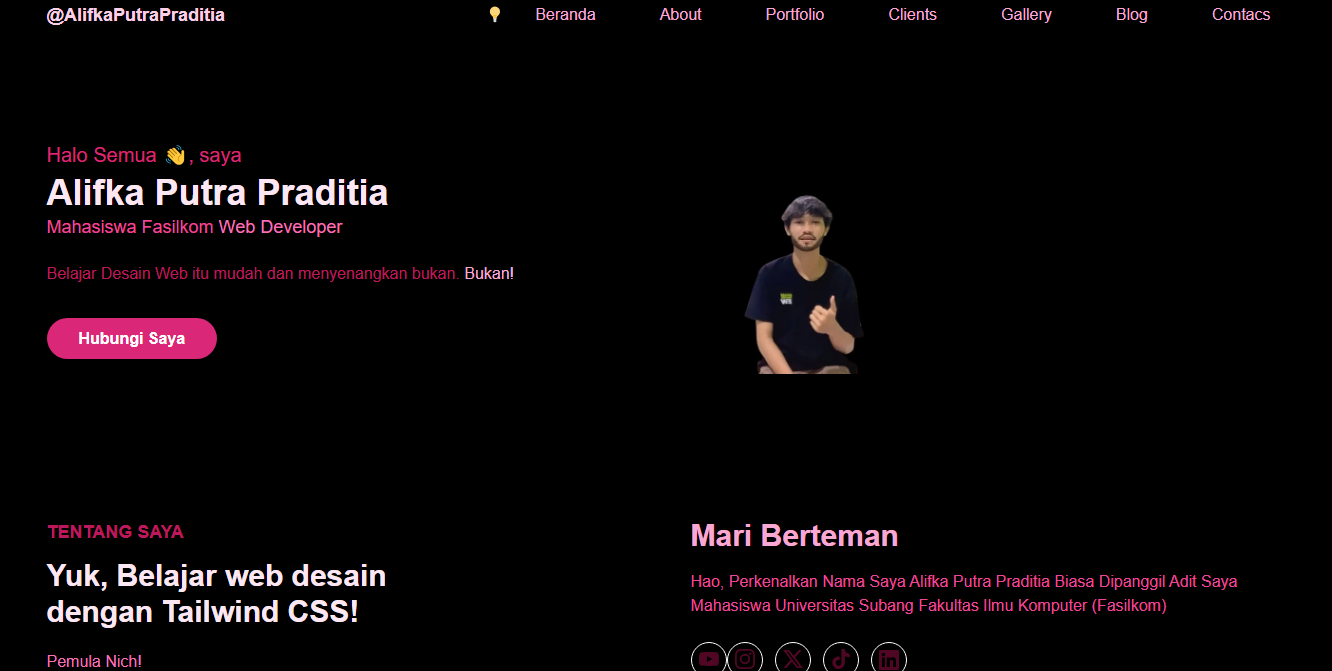 @AlifkaPutraPraditia
Beranda About Portfolio Clients Gallery Blog Contacs
Halo Semua 👋, saya
Alifka Putra Praditia
Mahasiswa Fasilkom Web Developer
Belajar Desain Web itu mudah dan menyenangkan bukan. Bukan!
Hubungi Saya
TENTANG SAYA
Yuk, Belajar web desain
dengan Tailwind CSS!
Pemula Nich!
Mari Berteman
Hao, Perkenalkan Nama Saya Alifka Putra Praditia Biasa Dipanggil Adit Saya
Mahasiswa Universitas Subang Fakultas Ilmu Komputer (Fasilkom)